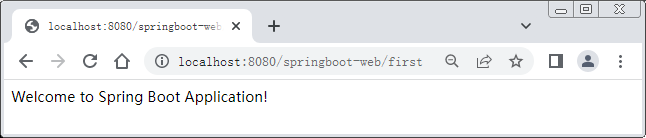 localhost:8080/springboot-web
localhost:8080/springboot-web/first
Welcome to Spring Boot Application!